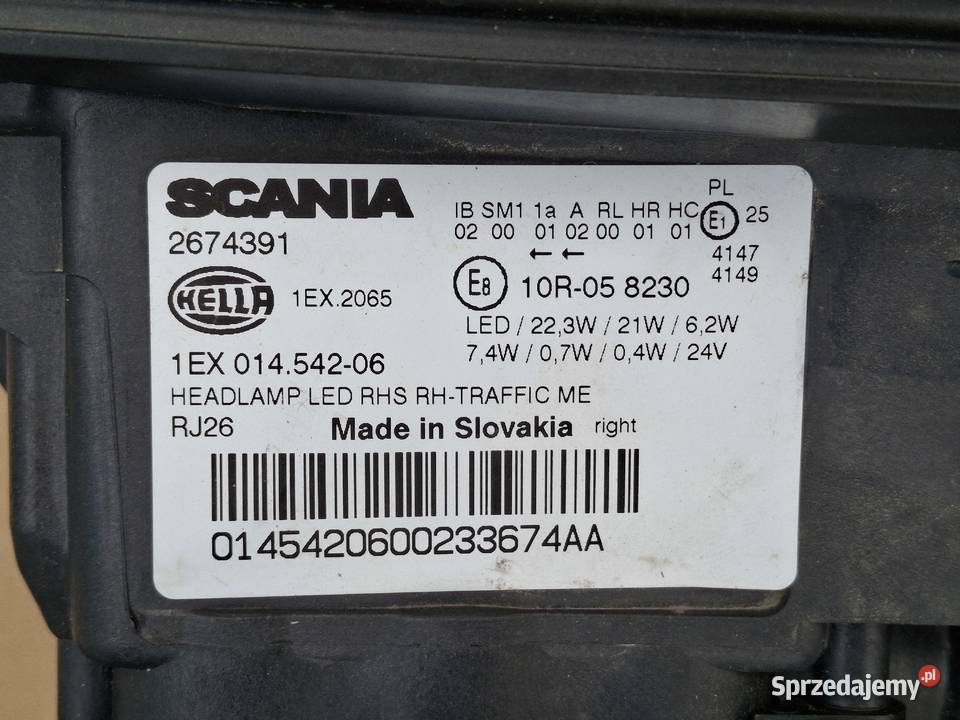 SCANIA
2674391
HELLA 1EX.2065
1EX 014.542-06
HEADLAMP LED RHS RH-TRAFFIC ME
RJ26 Made in Slovakia right
0145420600233674AA
IB SM1 1a A RL HR HC
02 00 01 02 00 01 01
← ←
PL
E1 25
4147
4149
E8 10R-05 8230
LED / 22,3W / 21W / 6,2W
7,4W / 0,7W / 0,4W / 24V
Sprzedajemy.pl